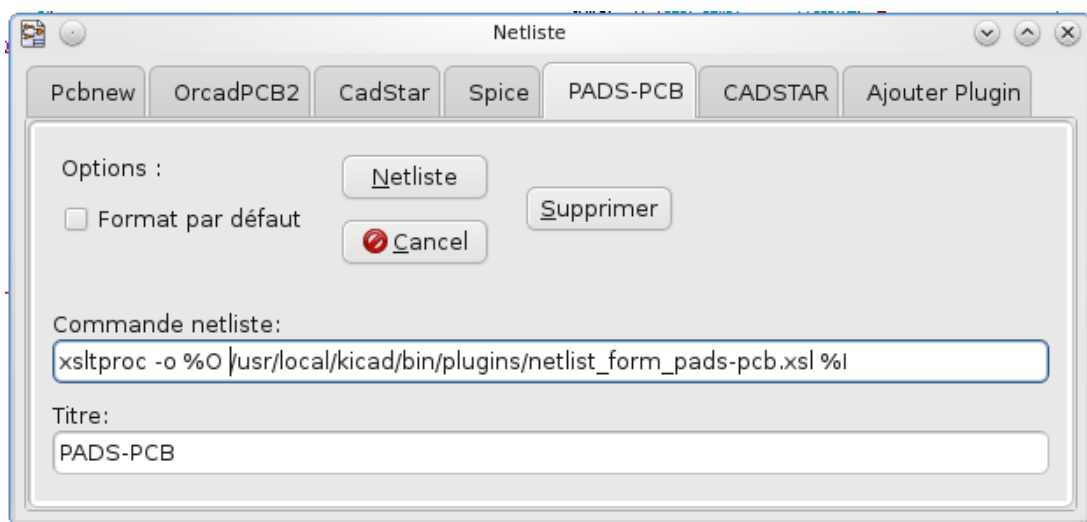 Netliste
Pcbnew OrcadPCB2 CadStar Spice PADS-PCB CADSTAR Ajouter Plugin
Options :
Netliste
Supprimer
Format par défaut
Cancel
Commande netliste:
xsltproc -o %O /usr/local/kicad/bin/plugins/netlist_form_pads-pcb.xsl %I
Titre:
PADS-PCB